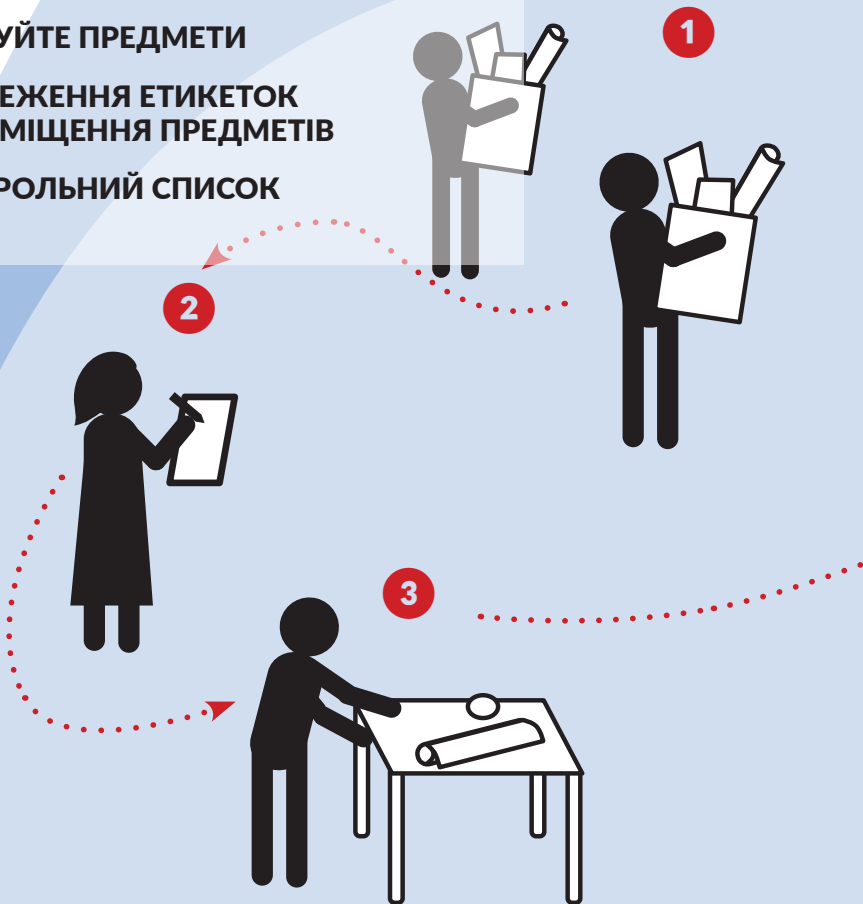 УЙТЕ ПРЕДМЕТИ
ЕЖЕННЯ ЕТИКЕТОК
МІЩЕННЯ ПРЕДМЕТІВ
РОЛЬНИЙ СПИСОК
1
2
3